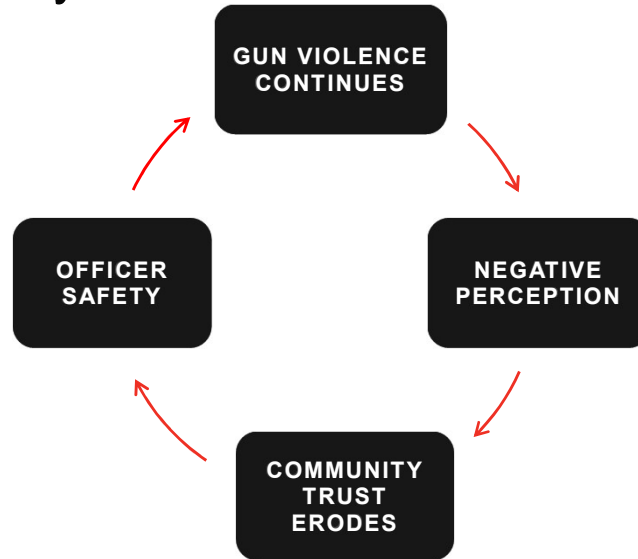 GUN VIOLENCE
CONTINUES
NEGATIVE
PERCEPTION
COMMUNITY
TRUST
ERODES
OFFICER
SAFETY